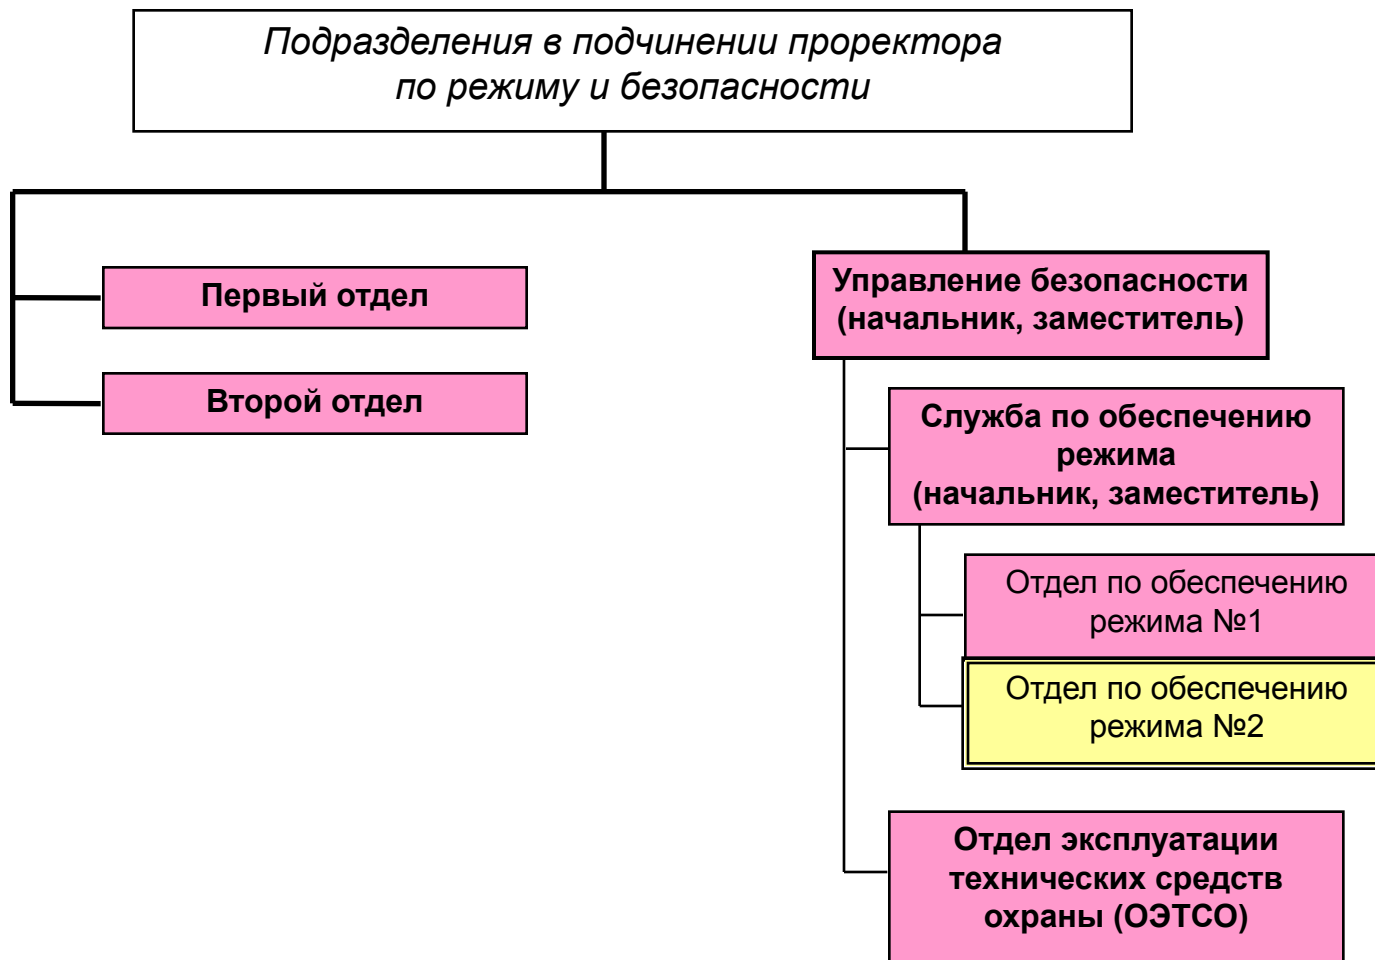 Подразделения в подчинении проректора
по режиму и безопасности
Первый отдел
Второй отдел
Управление безопасности
(начальник, заместитель)
Служба по обеспечению
режима
(начальник, заместитель)
Отдел по обеспечению
режима №1
Отдел по обеспечению
режима №2
Отдел эксплуатации
технических средств
охраны (ОЭТСО)